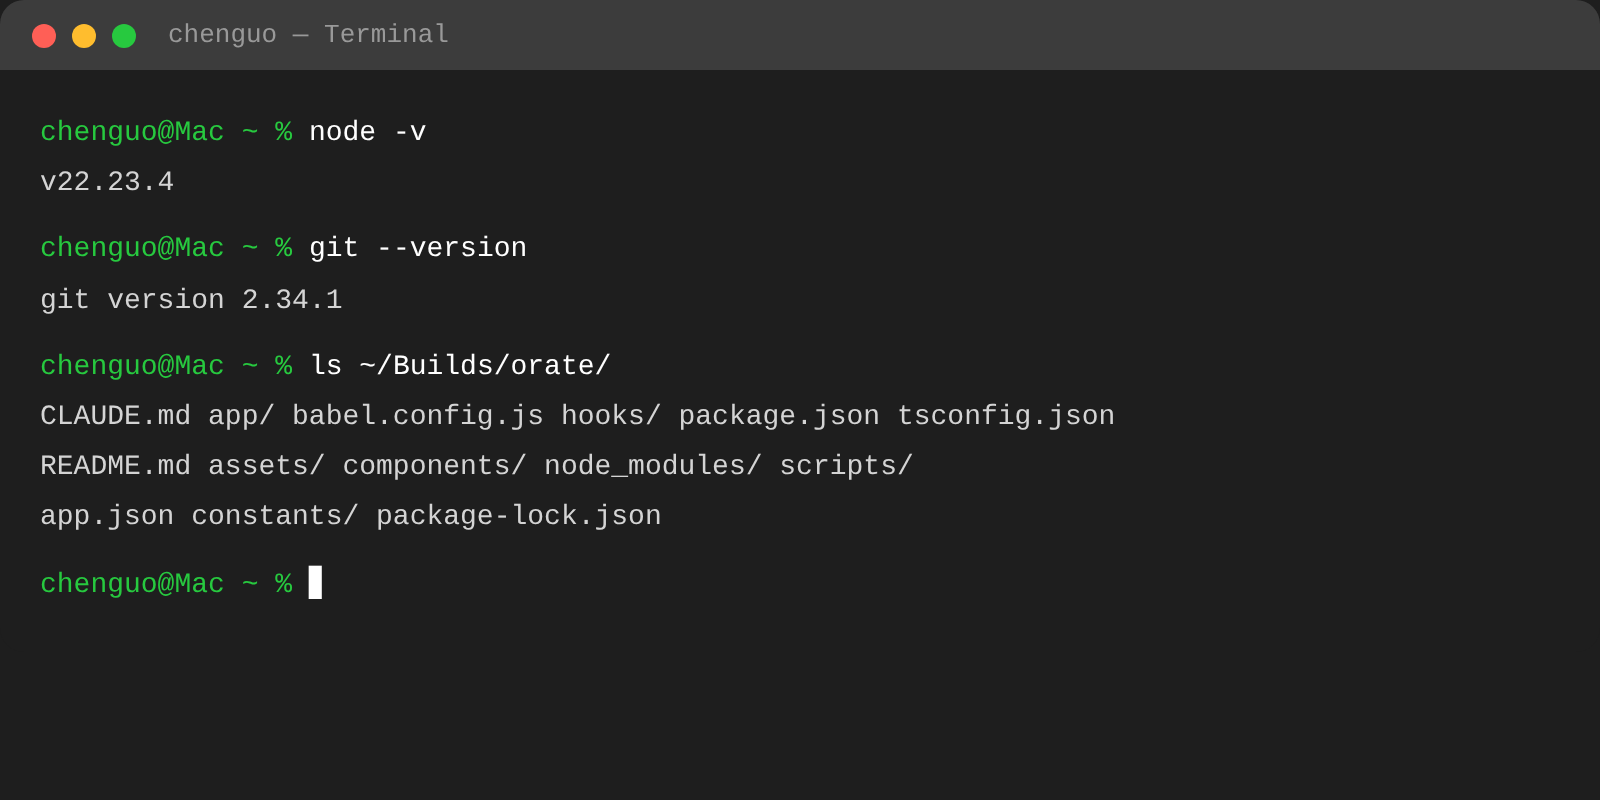 chenguo — Terminal
chenguo@Mac ~ % node -v
v22.23.4
chenguo@Mac ~ % git --version
git version 2.34.1
chenguo@Mac ~ % ls ~/Builds/orate/
CLAUDE.md app/ babel.config.js hooks/ package.json tsconfig.json
README.md assets/ components/ node_modules/ scripts/
app.json constants/ package-lock.json
chenguo@Mac ~ %